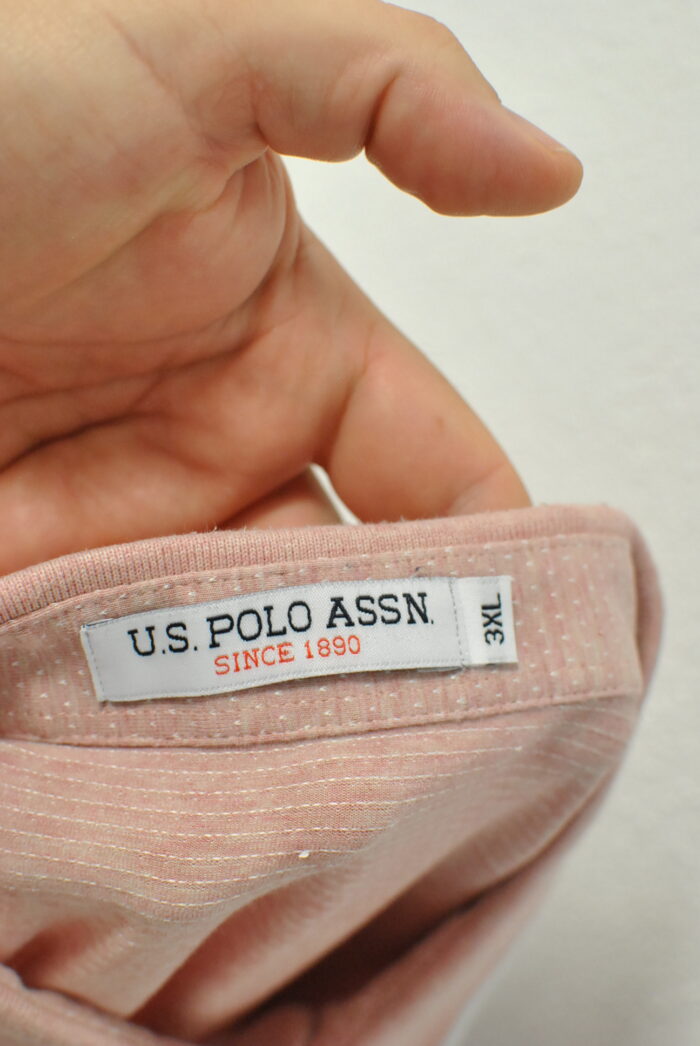 U.S. POLO ASSN.
SINCE 1890
3XL